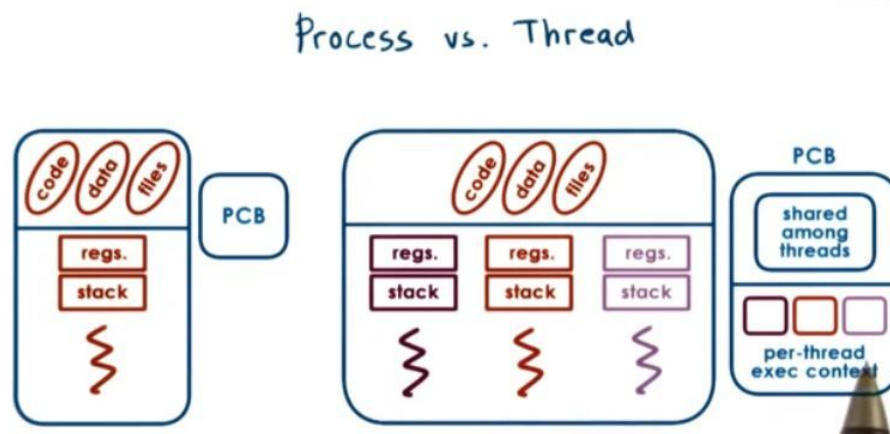 Process vs. Thread
code data files
PCB
regs.
stack
code data files
regs. regs. regs.
stack stack stack
PCB
shared
among
threads
per-thread
exec context